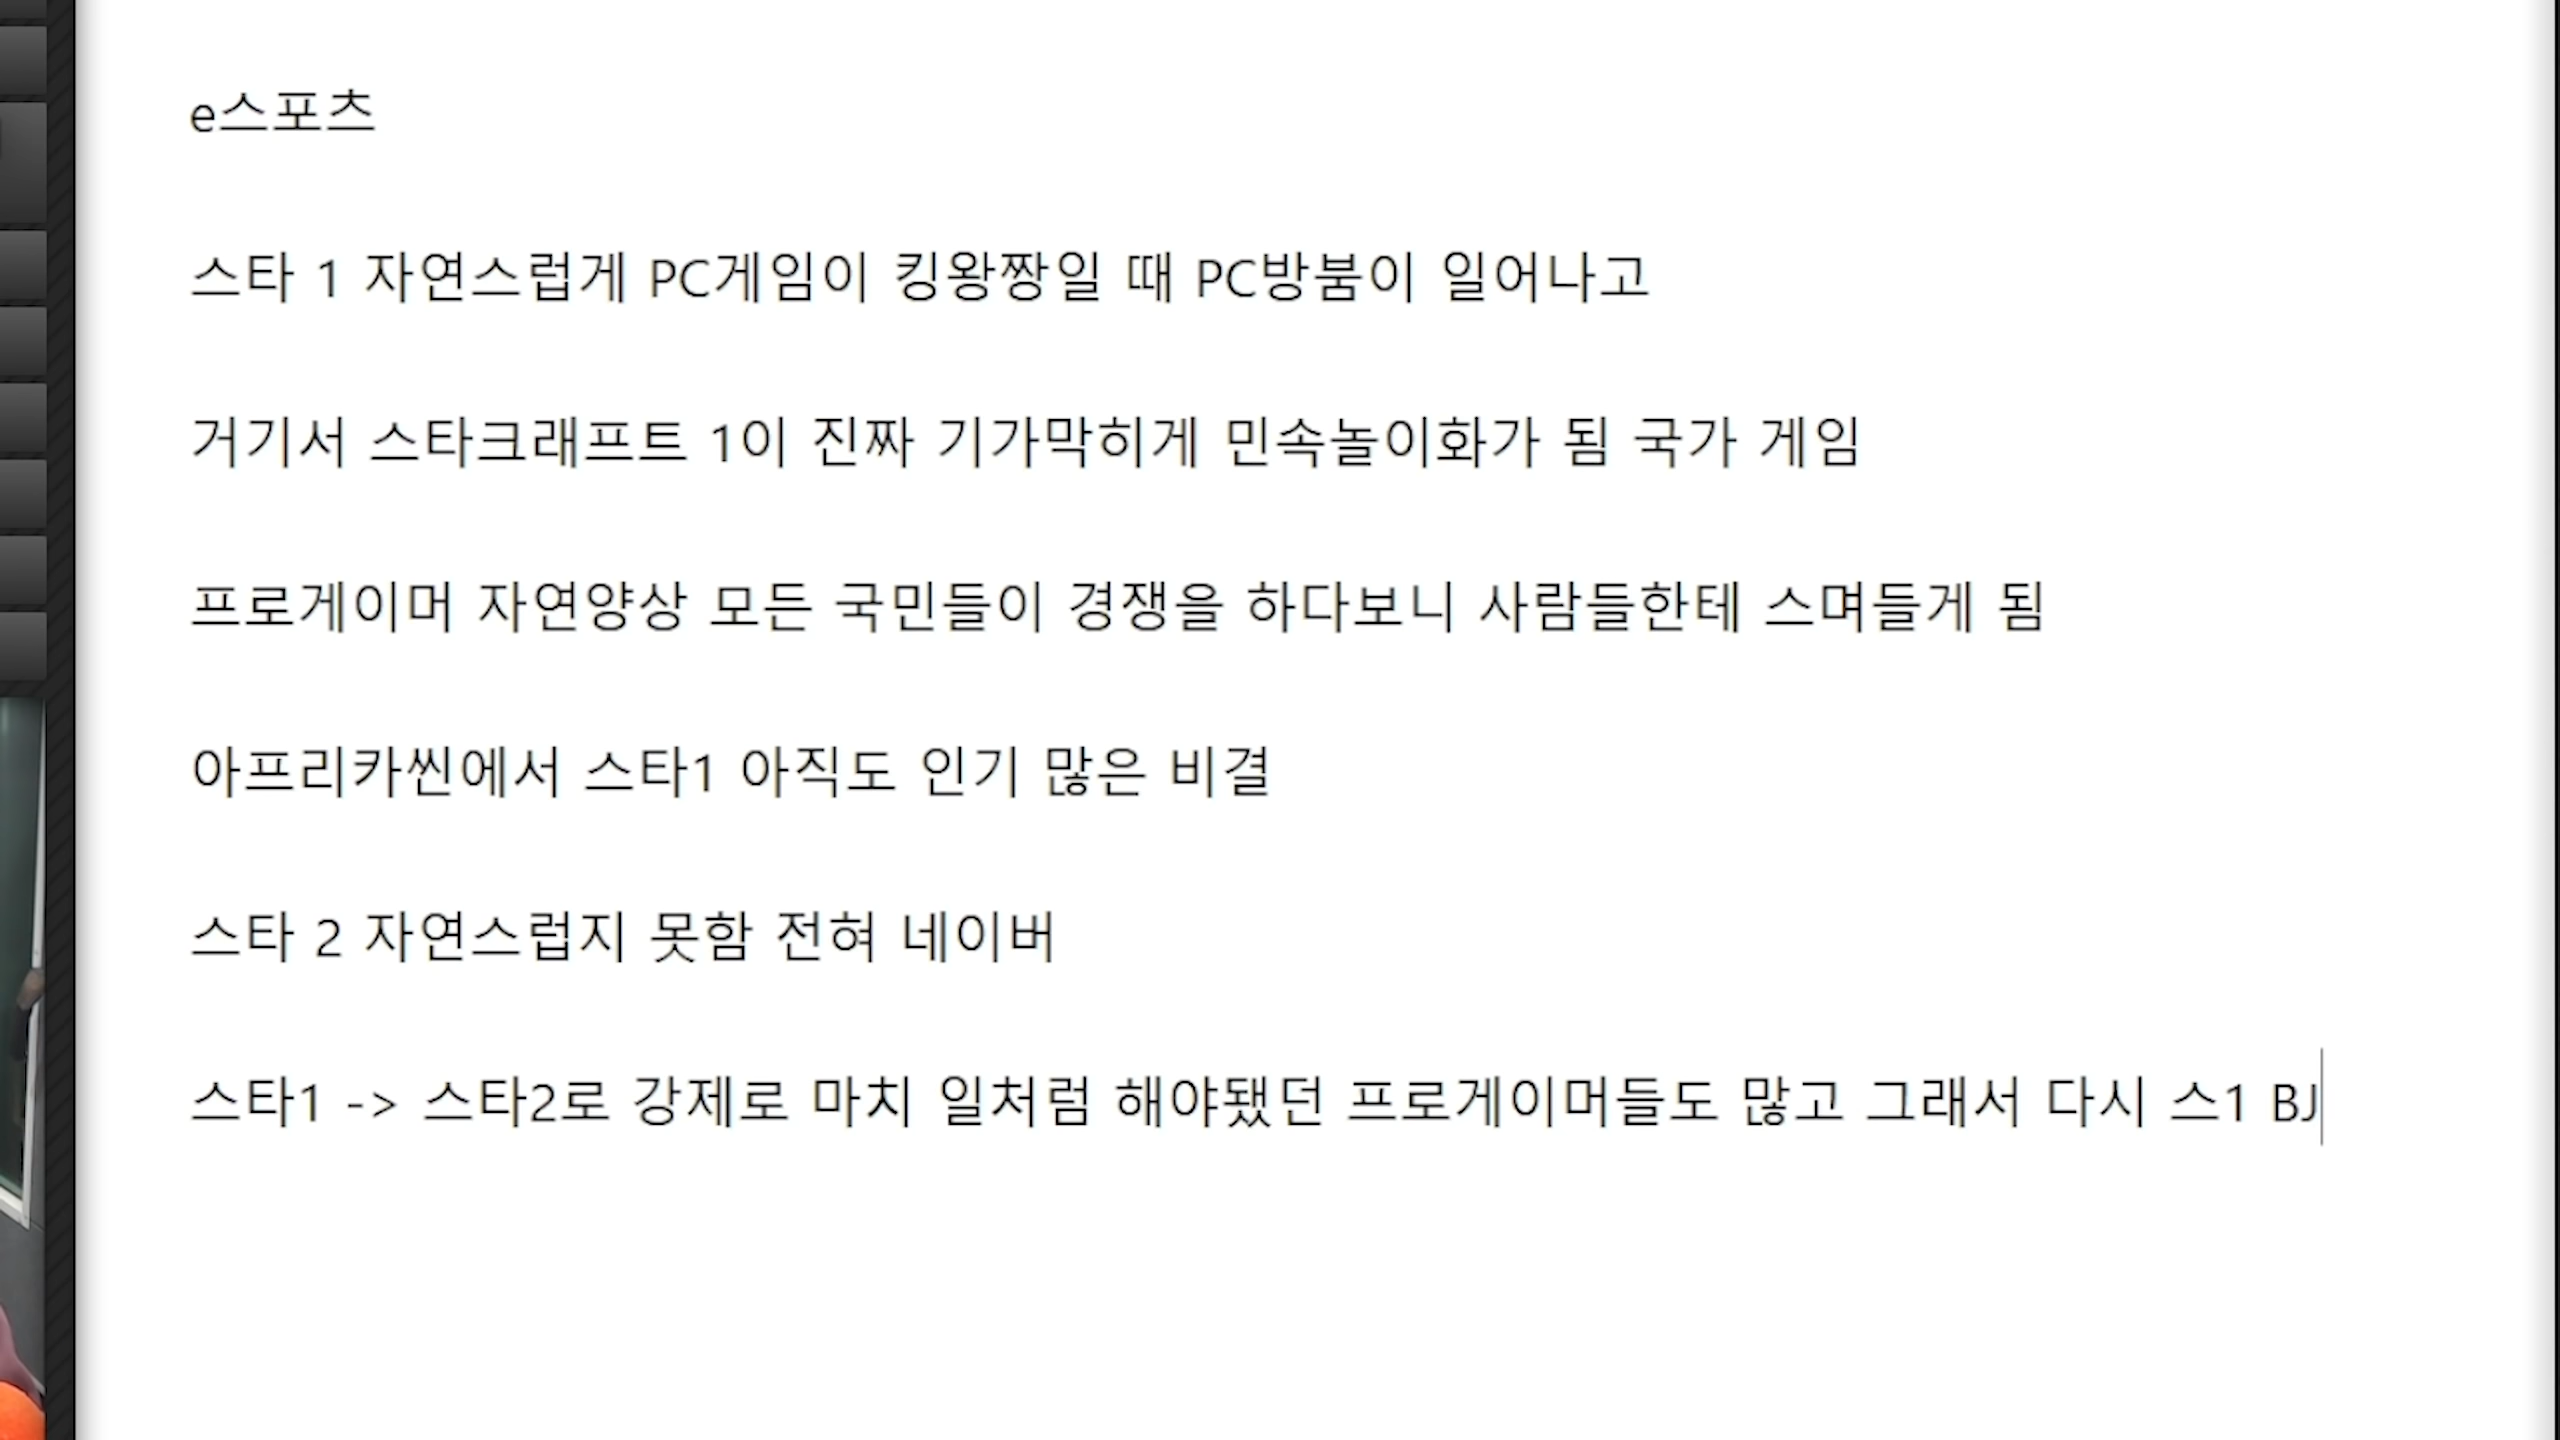 e스포츠
스타 1 자연스럽게 PC게임이 킹왕짱일 때 PC방붐이 일어나고
거기서 스타크래프트 1이 진짜 기가막히게 민속놀이화가 됨 국가 게임
프로게이머 자연양상 모든 국민들이 경쟁을 하다보니 사람들한테 스며들게 됨
아프리카씬에서 스타1 아직도 인기 많은 비결
스타 2 자연스럽지 못함 전혀 네이버
스타1 -> 스타2로 강제로 마치 일처럼 해야됐던 프로게이머들도 많고 그래서 다시 스1 BJ